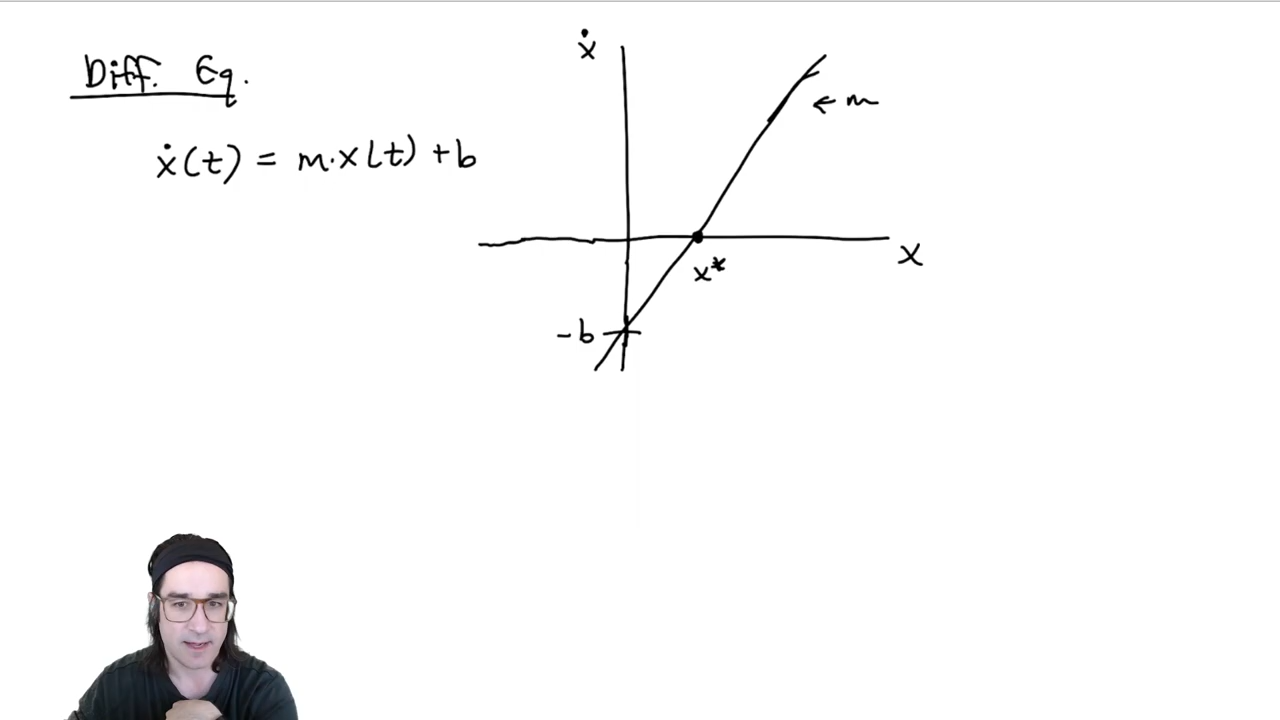 Diff. Eq.
ẋ(t) = m·x(t) + b
ẋ
← m
x
x*
-b